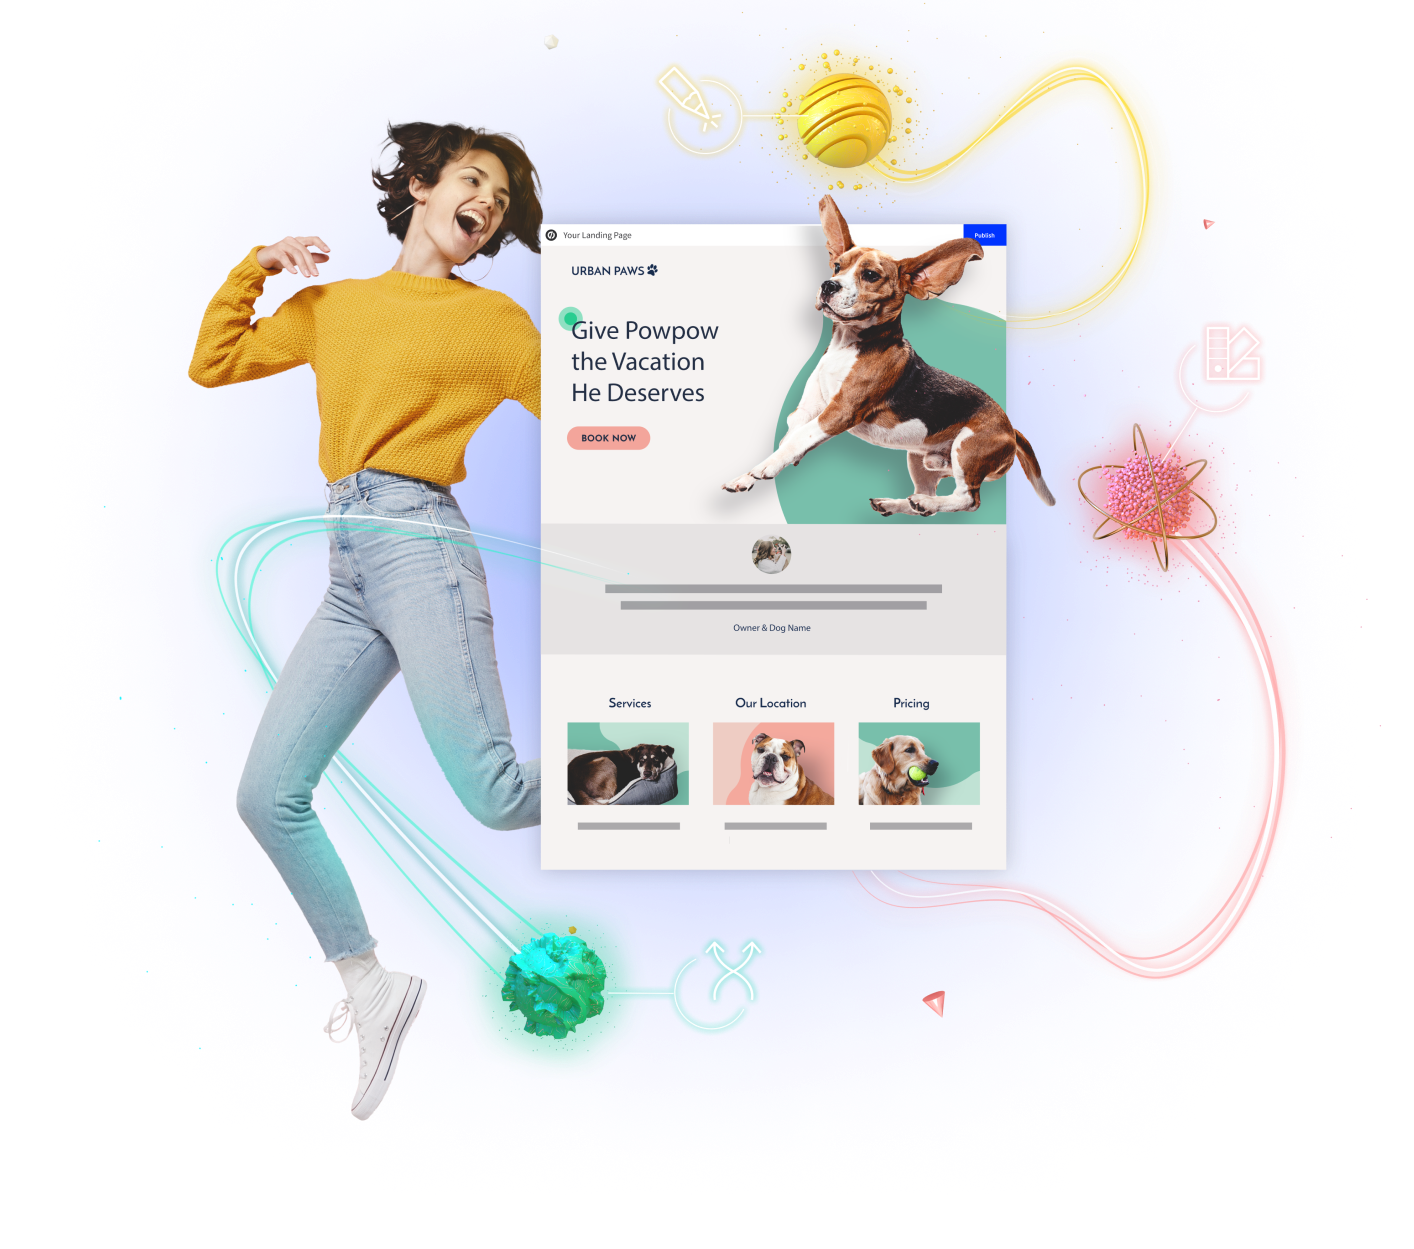 Your Landing Page
Publish
URBAN PAWS
Give Powpow
the Vacation
He Deserves
BOOK NOW
Owner & Dog Name
Services
Our Location
Pricing